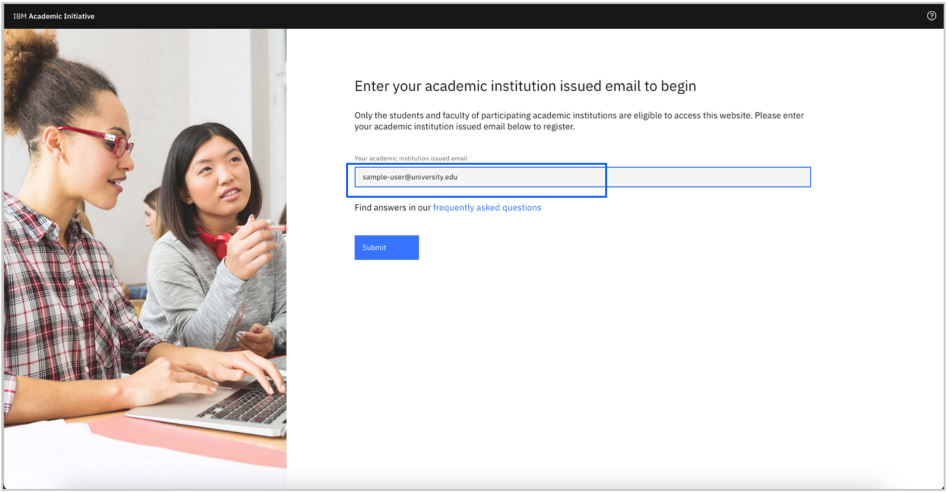 IBM Academic Initiative
Enter your academic institution issued email to begin
Only the students and faculty of participating academic institutions are eligible to access this website. Please enter
your academic institution issued email below to register.
Your academic institution issued email
sample-user@university.edu
Find answers in our frequently asked questions
Submit